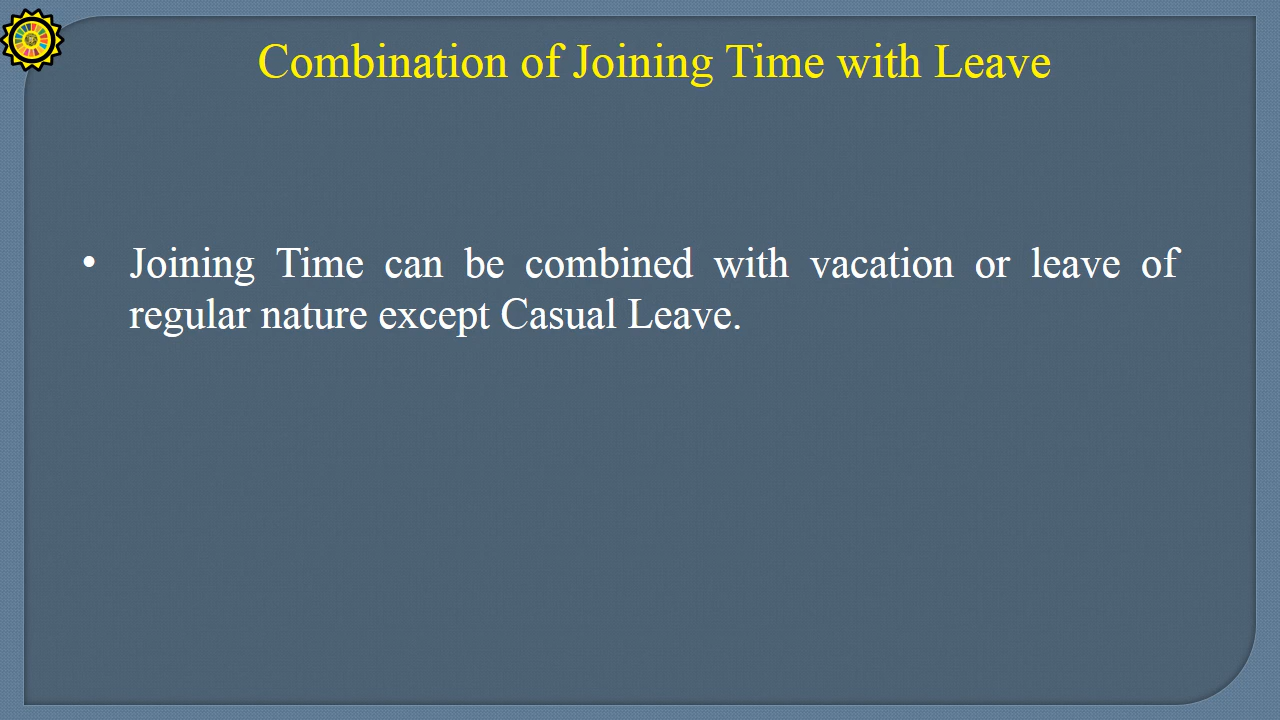 Combination of Joining Time with Leave
• Joining Time can be combined with vacation or leave of
regular nature except Casual Leave.